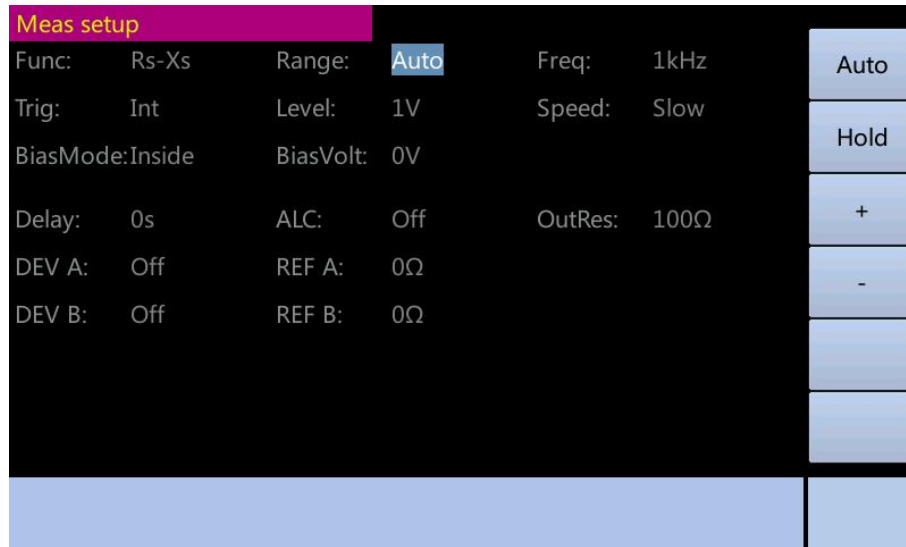 Meas setup
Func: Rs-Xs Range: Auto Freq: 1kHz
Trig: Int Level: 1V Speed: Slow
BiasMode: Inside BiasVolt: 0V
Delay: 0s ALC: Off OutRes: 100Ω
DEV A: Off REF A: 0Ω
DEV B: Off REF B: 0Ω
Auto
Hold
+
-